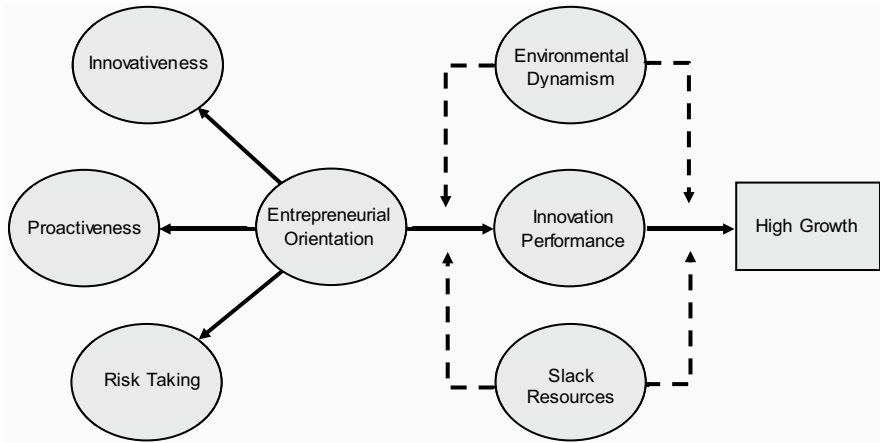 Innovativeness
Environmental
Dynamism
Proactiveness
Entrepreneurial
Orientation
Innovation
Performance
High Growth
Risk Taking
Slack
Resources